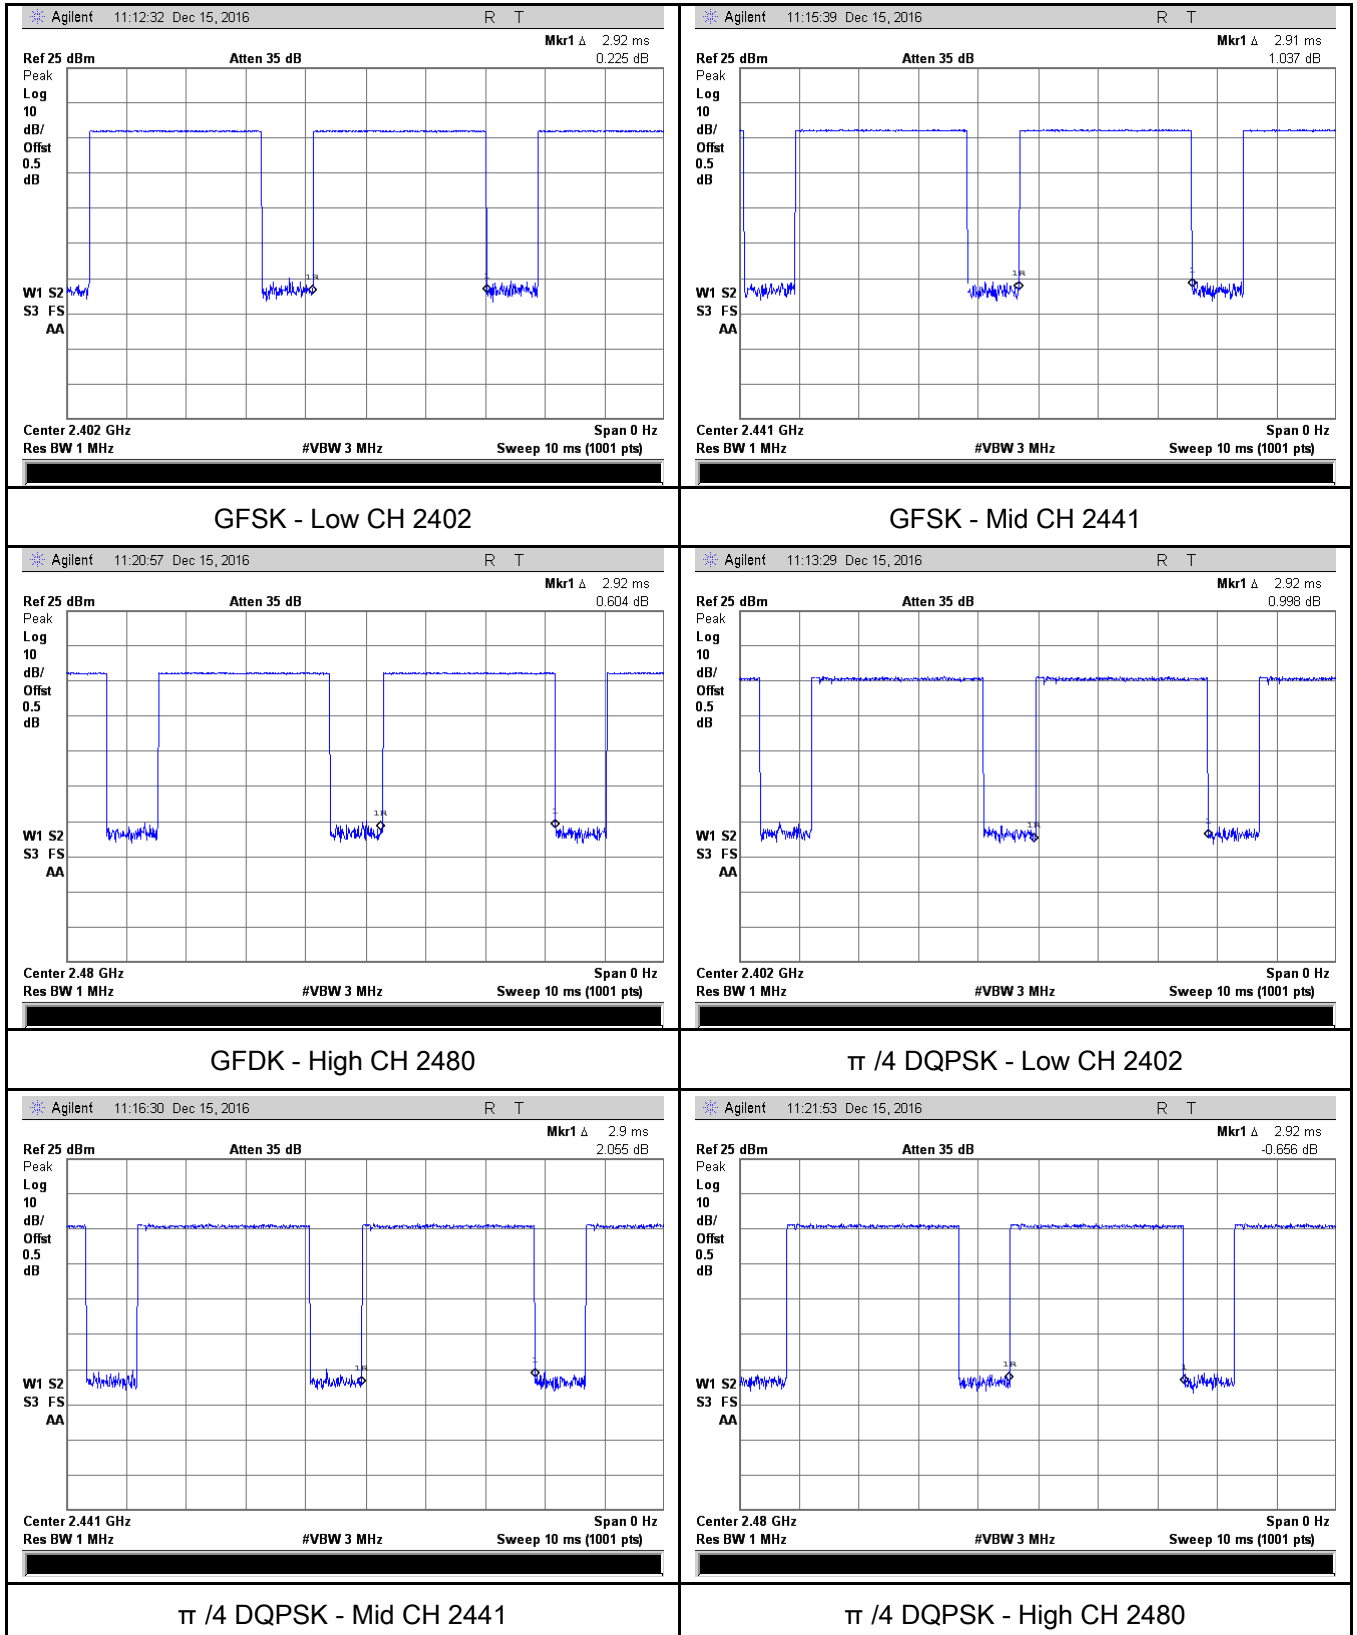 Agilent 11:12:32 Dec 15, 2016 R T
Mkr1 Δ 2.92 ms
Ref 25 dBm Atten 35 dB 0.225 dB
Peak
Log
10
dB/
Offst
0.5
dB
1R
1
W1 S2
S3 FS
AA
Center 2.402 GHz Span 0 Hz
Res BW 1 MHz #VBW 3 MHz Sweep 10 ms (1001 pts)
GFSK - Low CH 2402
Agilent 11:15:39 Dec 15, 2016 R T
Mkr1 Δ 2.91 ms
Ref 25 dBm Atten 35 dB 1.037 dB
Peak
Log
10
dB/
Offst
0.5
dB
1R
1
W1 S2
S3 FS
AA
Center 2.441 GHz Span 0 Hz
Res BW 1 MHz #VBW 3 MHz Sweep 10 ms (1001 pts)
GFSK - Mid CH 2441
Agilent 11:20:57 Dec 15, 2016 R T
Mkr1 Δ 2.92 ms
Ref 25 dBm Atten 35 dB 0.604 dB
Peak
Log
10
dB/
Offst
0.5
dB
1R
1
W1 S2
S3 FS
AA
Center 2.48 GHz Span 0 Hz
Res BW 1 MHz #VBW 3 MHz Sweep 10 ms (1001 pts)
GFDK - High CH 2480
Agilent 11:13:29 Dec 15, 2016 R T
Mkr1 Δ 2.92 ms
Ref 25 dBm Atten 35 dB 0.998 dB
Peak
Log
10
dB/
Offst
0.5
dB
1R
1
W1 S2
S3 FS
AA
Center 2.402 GHz Span 0 Hz
Res BW 1 MHz #VBW 3 MHz Sweep 10 ms (1001 pts)
π /4 DQPSK - Low CH 2402
Agilent 11:16:30 Dec 15, 2016 R T
Mkr1 Δ 2.9 ms
Ref 25 dBm Atten 35 dB 2.055 dB
Peak
Log
10
dB/
Offst
0.5
dB
1R
1
W1 S2
S3 FS
AA
Center 2.441 GHz Span 0 Hz
Res BW 1 MHz #VBW 3 MHz Sweep 10 ms (1001 pts)
π /4 DQPSK - Mid CH 2441
Agilent 11:21:53 Dec 15, 2016 R T
Mkr1 Δ 2.92 ms
Ref 25 dBm Atten 35 dB -0.656 dB
Peak
Log
10
dB/
Offst
0.5
dB
1R
1
W1 S2
S3 FS
AA
Center 2.48 GHz Span 0 Hz
Res BW 1 MHz #VBW 3 MHz Sweep 10 ms (1001 pts)
π /4 DQPSK - High CH 2480